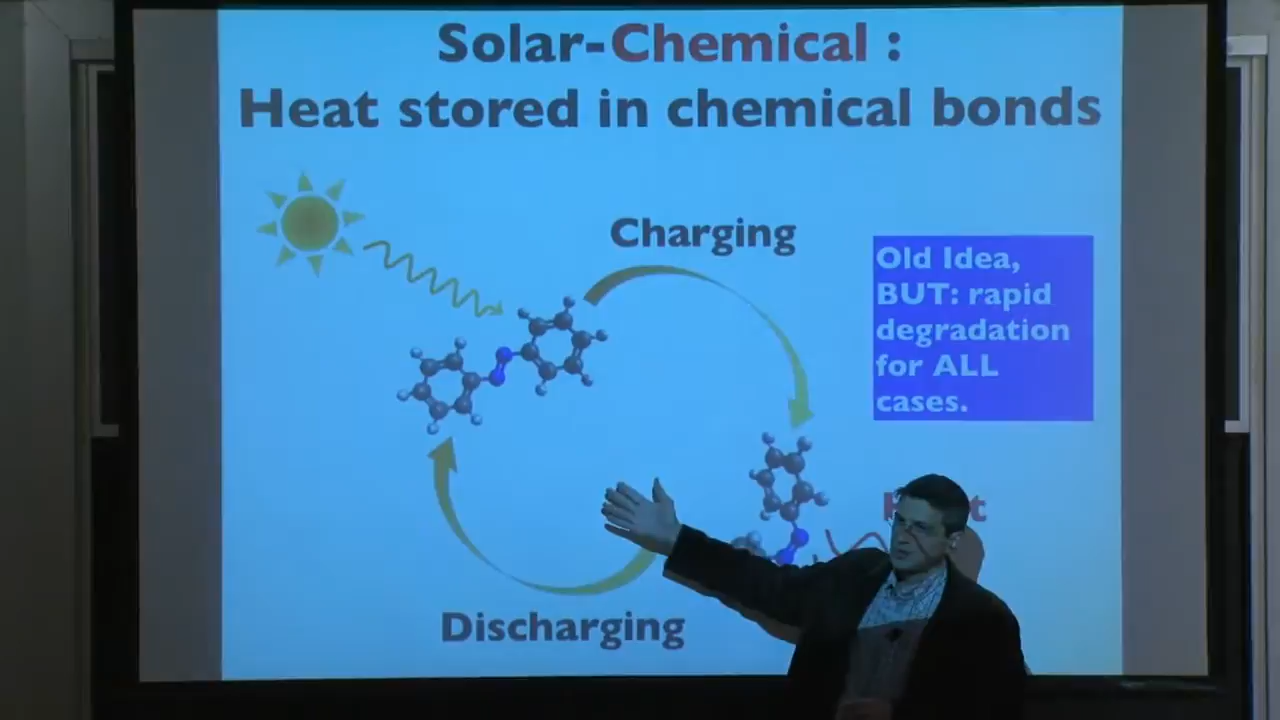 Solar-Chemical :
Heat stored in chemical bonds
Charging
Old Idea,
BUT: rapid
degradation
for ALL
cases.
Discharging